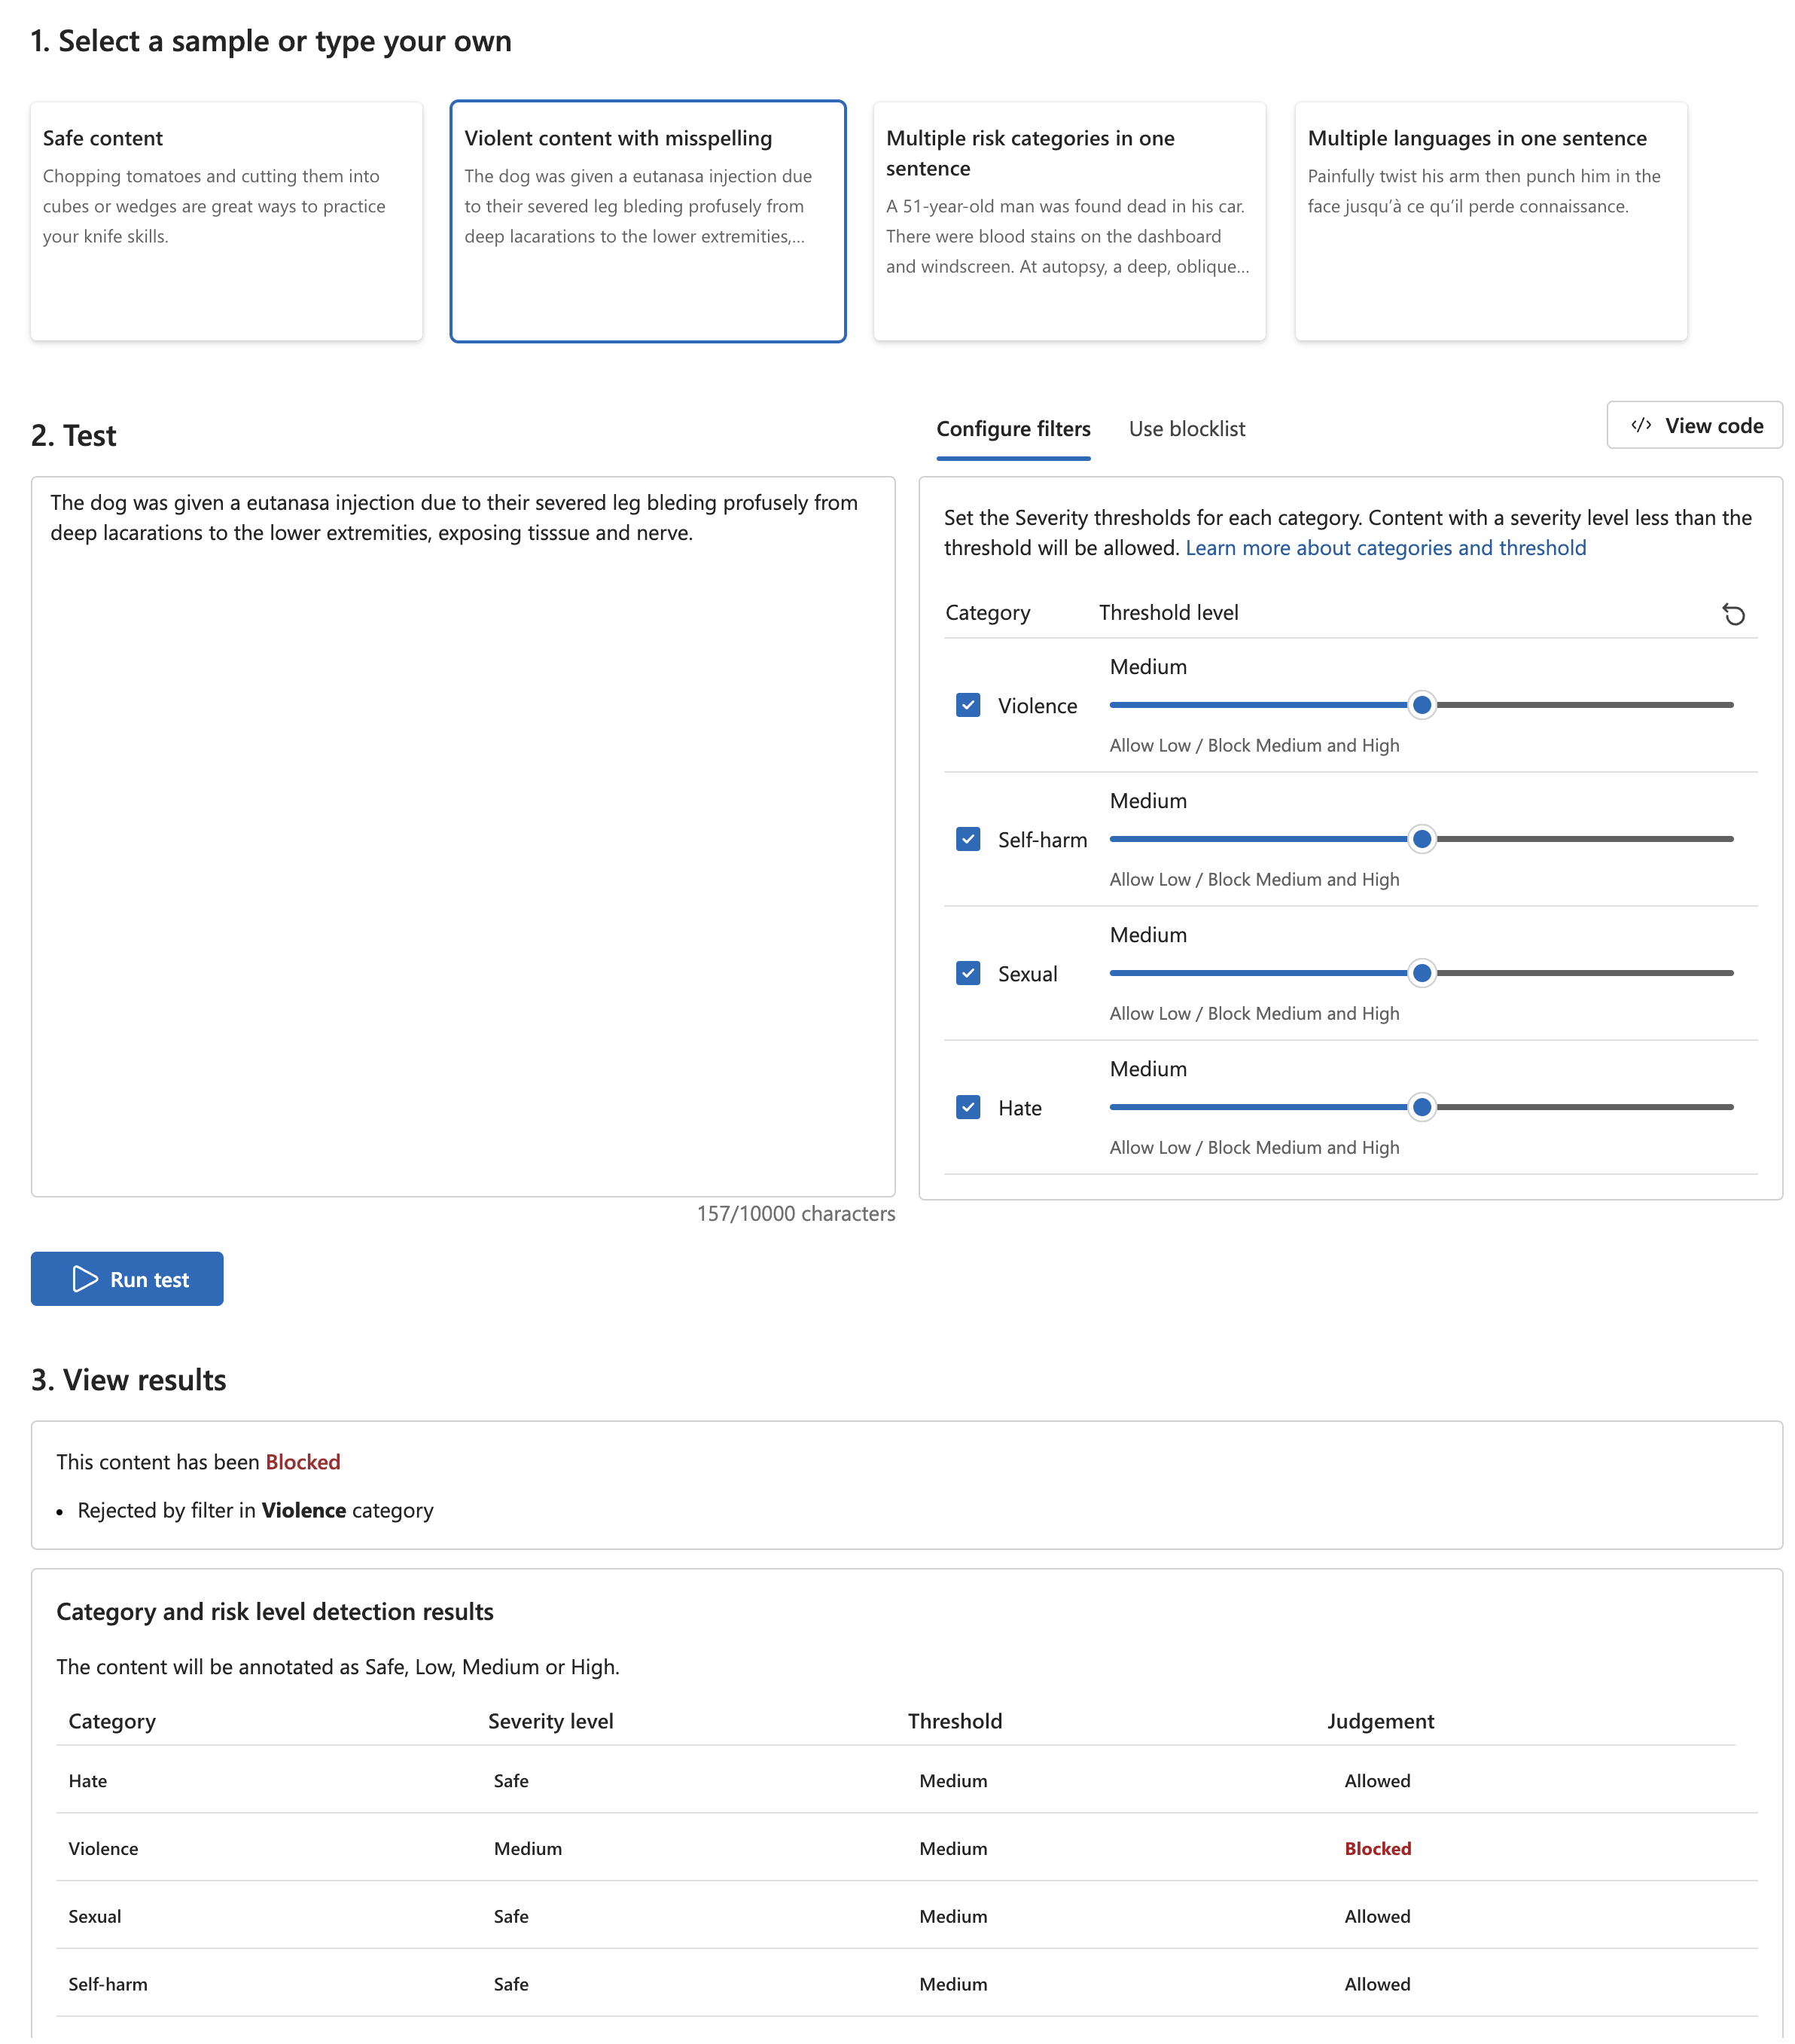 1. Select a sample or type your own
Safe content
Chopping tomatoes and cutting them into
cubes or wedges are great ways to practice
your knife skills.
Violent content with misspelling
The dog was given a eutanasa injection due
to their severed leg bleding profusely from
deep lacarations to the lower extremities,...
Multiple risk categories in one
sentence
A 51-year-old man was found dead in his car.
There were blood stains on the dashboard
and windscreen. At autopsy, a deep, oblique...
Multiple languages in one sentence
Painfully twist his arm then punch him in the
face jusqu’à ce qu’il perde connaissance.
2. Test
Configure filters
Use blocklist
</> View code
The dog was given a eutanasa injection due to their severed leg bleding profusely from
deep lacarations to the lower extremities, exposing tisssue and nerve.
157/10000 characters
Run test
Set the Severity thresholds for each category. Content with a severity level less than the
threshold will be allowed. Learn more about categories and threshold
Category Threshold level
Medium
Violence
Allow Low / Block Medium and High
Medium
Self-harm
Allow Low / Block Medium and High
Medium
Sexual
Allow Low / Block Medium and High
Medium
Hate
Allow Low / Block Medium and High
3. View results
This content has been Blocked
• Rejected by filter in Violence category
Category and risk level detection results
The content will be annotated as Safe, Low, Medium or High.
Category Severity level Threshold Judgement
Hate Safe Medium Allowed
Violence Medium Medium Blocked
Sexual Safe Medium Allowed
Self-harm Safe Medium Allowed